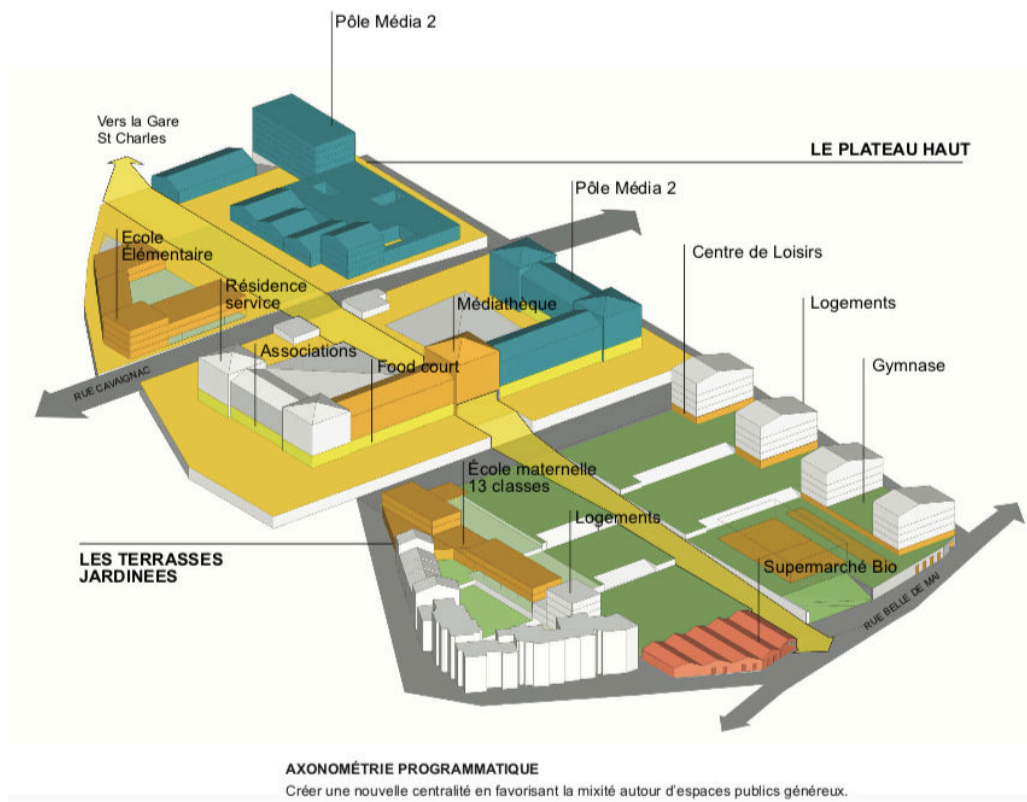 Pôle Média 2
Vers la Gare
St Charles
LE PLATEAU HAUT
Pôle Média 2
Ecole
Élementaire
Centre de Loisirs
Résidence
service
Médiathèque
Logements
Associations
Food court
Gymnase
RUE CAVAIGNAC
École maternelle
13 classes
Logements
LES TERRASSES
JARDINEES
Supermarché Bio
RUE BELLE DE MAI
AXONOMÉTRIE PROGRAMMATIQUE
Créer une nouvelle centralité en favorisant la mixité autour d'espaces publics généreux.